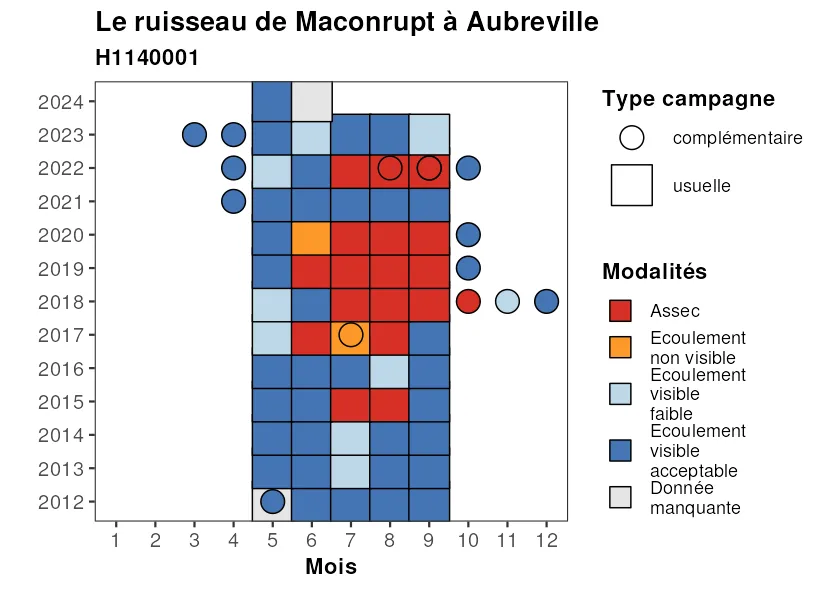 Le ruisseau de Maconrupt à Aubreville
H1140001
2024
2023
2022
2021
2020
2019
2018
2017
2016
2015
2014
2013
2012
1 2 3 4 5 6 7 8 9 10 11 12
Mois
Type campagne
complémentaire
usuelle
Modalités
Assec
Ecoulement
non visible
Ecoulement
visible
faible
Ecoulement
visible
acceptable
Donnée
manquante